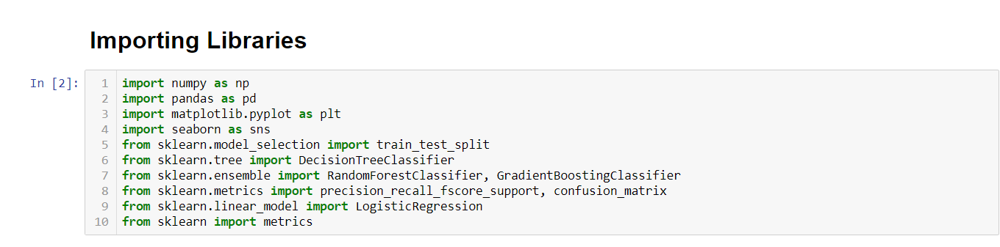 Importing Libraries
In [2]:
1 import numpy as np
2 import pandas as pd
3 import matplotlib.pyplot as plt
4 import seaborn as sns
5 from sklearn.model_selection import train_test_split
6 from sklearn.tree import DecisionTreeClassifier
7 from sklearn.ensemble import RandomForestClassifier, GradientBoostingClassifier
8 from sklearn.metrics import precision_recall_fscore_support, confusion_matrix
9 from sklearn.linear_model import LogisticRegression
10 from sklearn import metrics